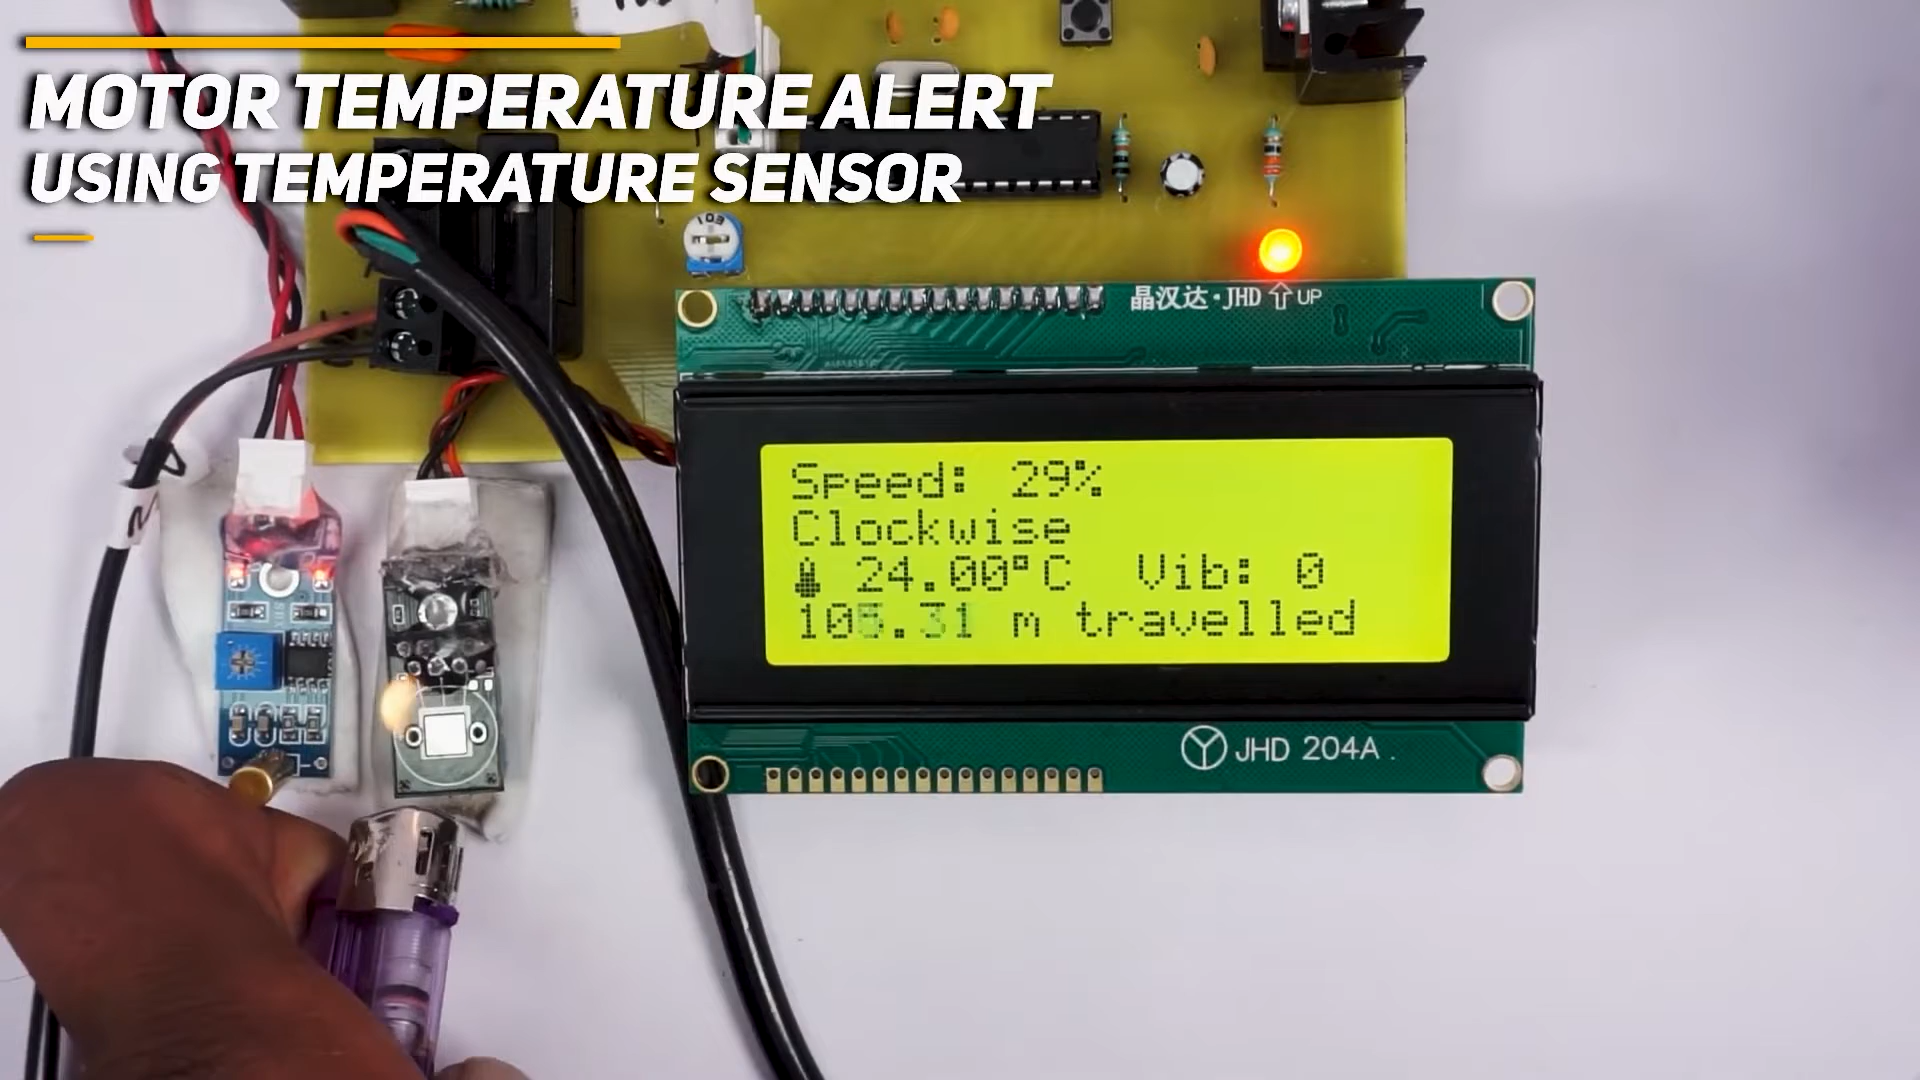 MOTOR TEMPERATURE ALERT
USING TEMPERATURE SENSOR
晶汉达·JHD UP
Speed: 29%
Clockwise
24.00°C Vib: 0
105.31 m travelled
JHD 204A.